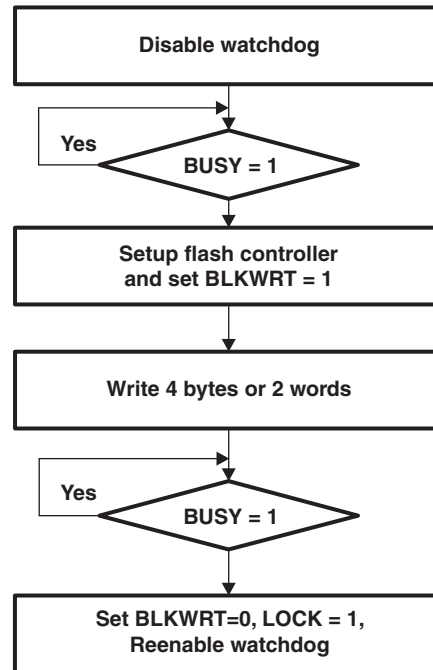 Disable watchdog
Yes
BUSY = 1
Setup flash controller
and set BLKWRT = 1
Write 4 bytes or 2 words
Yes
BUSY = 1
Set BLKWRT=0, LOCK = 1,
Reenable watchdog